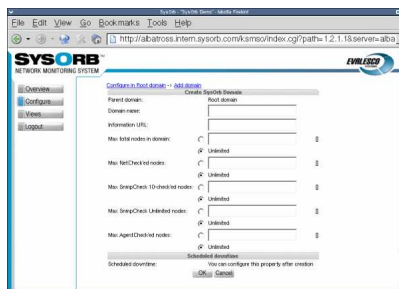 SysOrb - "SysOrb Demo" - Mozilla Firefox
File Edit View Go Bookmarks Tools Help
http://albatross.intern.sysorb.com/ksmso/index.cgi?path=1.2.1.1&server=alba
SYSORB™
NETWORK MONITORING SYSTEM
EVALESCO
Overview
Configure
Views
Logout
Configure in Root domain -> Add domain
Create SysOrb Domain
Parent domain: Root domain
Domain name:
Information URL:
Max total nodes in domain:
Unlimited
Max NetCheck'ed nodes:
Unlimited
Max SnmpCheck 10-check'ed nodes:
Unlimited
Max SnmpCheck Unlimited nodes:
Unlimited
Max AgentCheck'ed nodes:
Unlimited
Scheduled downtime
Scheduled downtime: You can configure this property after creation
OK Cancel